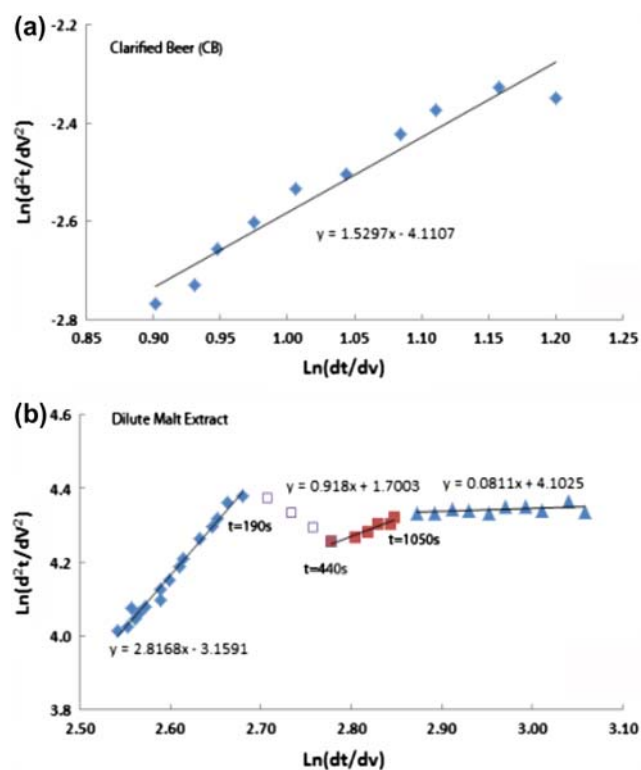 (a)
Clarified Beer (CB)
Ln(d²t/dV²)
-2.2
-2.4
-2.6
-2.8
y = 1.5297x - 4.1107
0.85 0.90 0.95 1.00 1.05 1.10 1.15 1.20 1.25
Ln(dt/dv)
(b)
Dilute Malt Extract
Ln(d²t/dV²)
4.6
4.4
4.2
4.0
3.8
y = 0.918x + 1.7003
y = 0.0811x + 4.1025
t=190s
t=1050s
t=440s
y = 2.8168x - 3.1591
2.50 2.60 2.70 2.80 2.90 3.00 3.10
Ln(dt/dv)